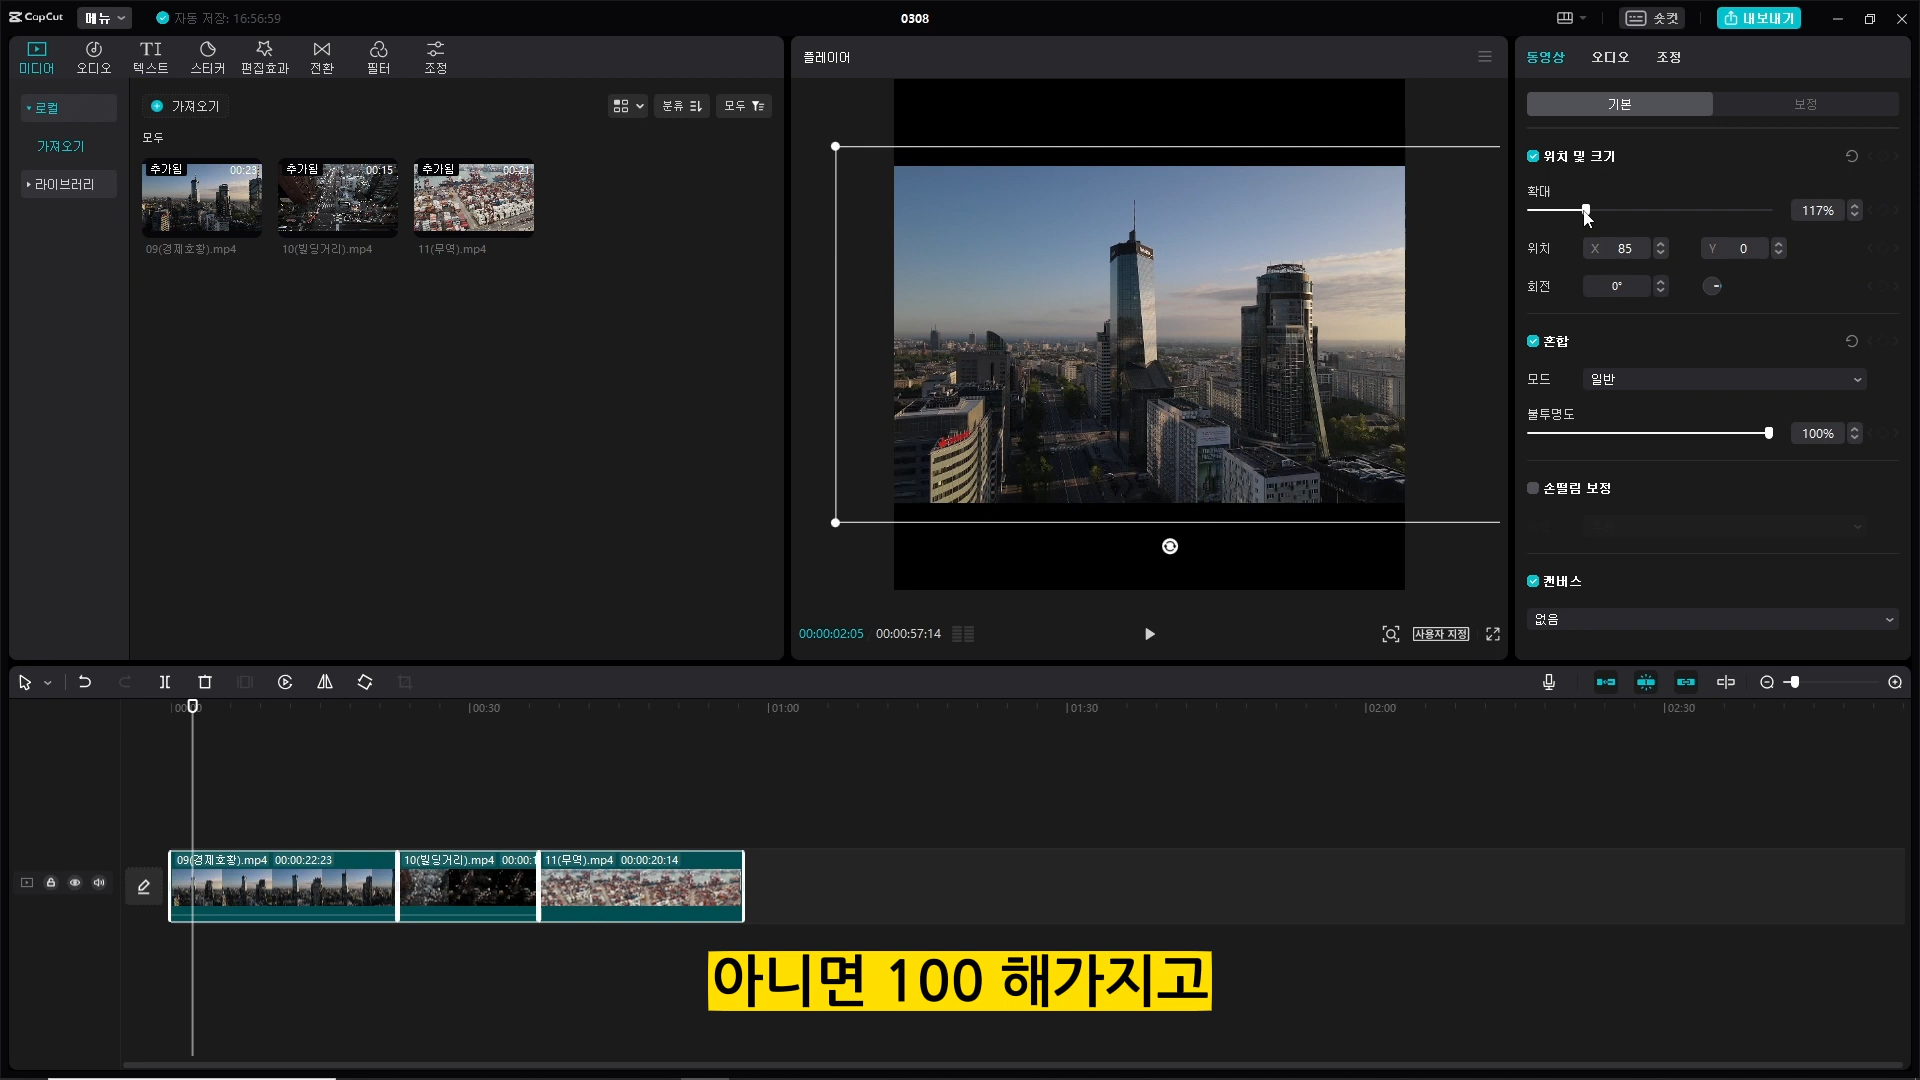 CapCut 메뉴 자동 저장: 16:56:59 0308 숏컷 내보내기
미디어 오디오 텍스트 스티커 편집효과 전환 필터 조정
플레이어
동영상 오디오 조정
로컬
가져오기
라이브러리
가져오기 분류 모두
모두
추가됨 00:23
추가됨 00:15
추가됨 00:21
09(경제호황).mp4 10(빌딩거리).mp4 11(무역).mp4
기본 보정
위치 및 크기
확대
117%
위치 X 85 Y 0
회전 0°
혼합
모드 일반
불투명도
100%
손떨림 보정
캔버스
없음
00:00:02:05 00:00:57:14 사용자 지정
00:30 01:00 01:30 02:00 02:30
09(경제호황).mp4 00:00:22:23 10(빌딩거리).mp4 00:00:1 11(무역).mp4 00:00:20:14
아니면 100 해가지고